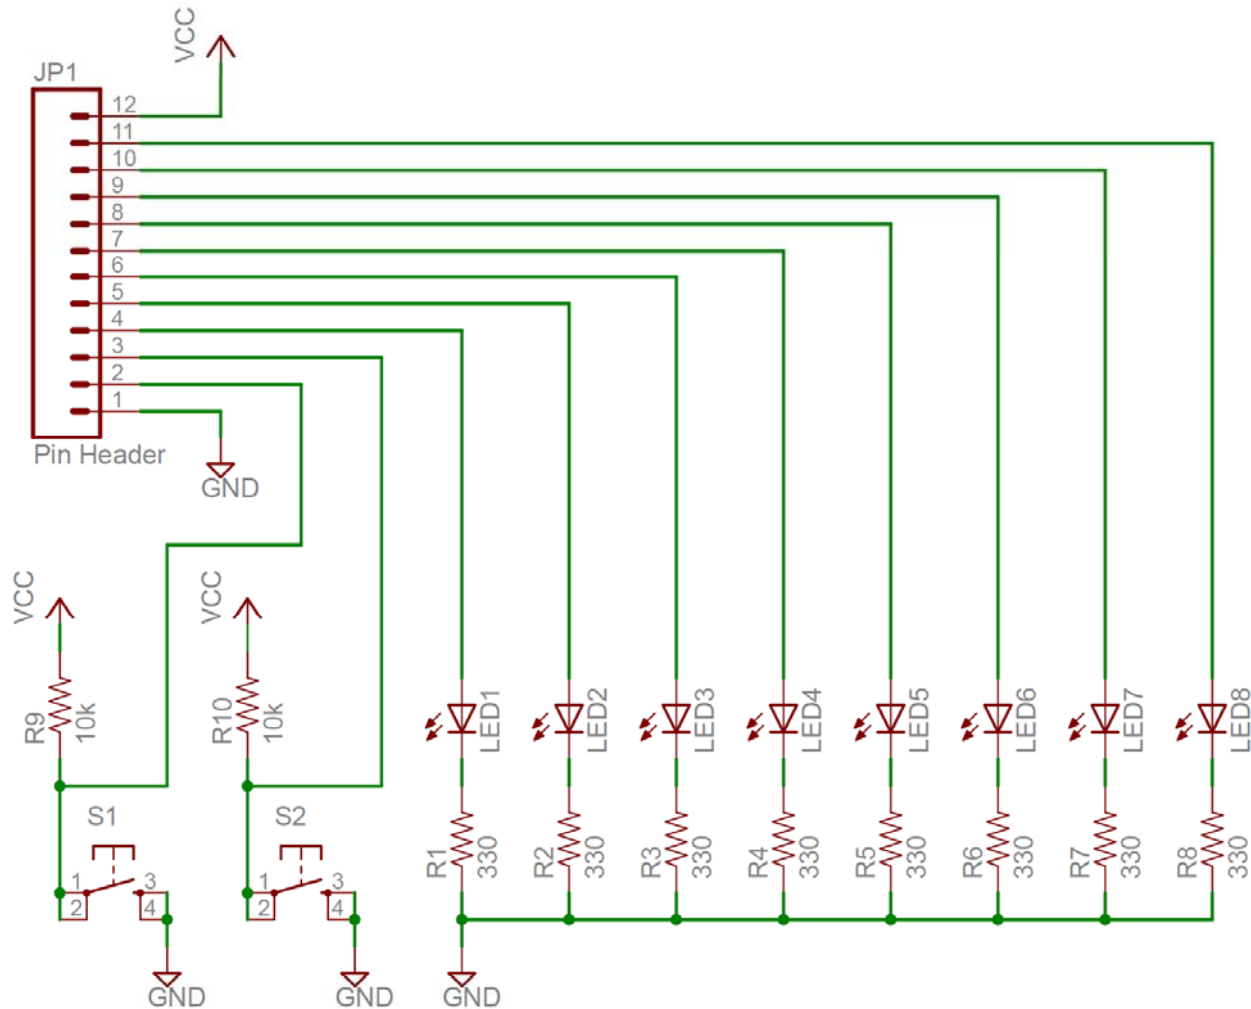 VCC
JP1
12
11
10
9
8
7
6
5
4
3
2
1
Pin Header
GND
VCC
VCC
R9
10k
R10
10k
LED1
LED2
LED3
LED4
LED5
LED6
LED7
LED8
S1
S2
R1
330
R2
330
R3
330
R4
330
R5
330
R6
330
R7
330
R8
330
1
3
2
4
1
3
2
4
GND
GND
GND